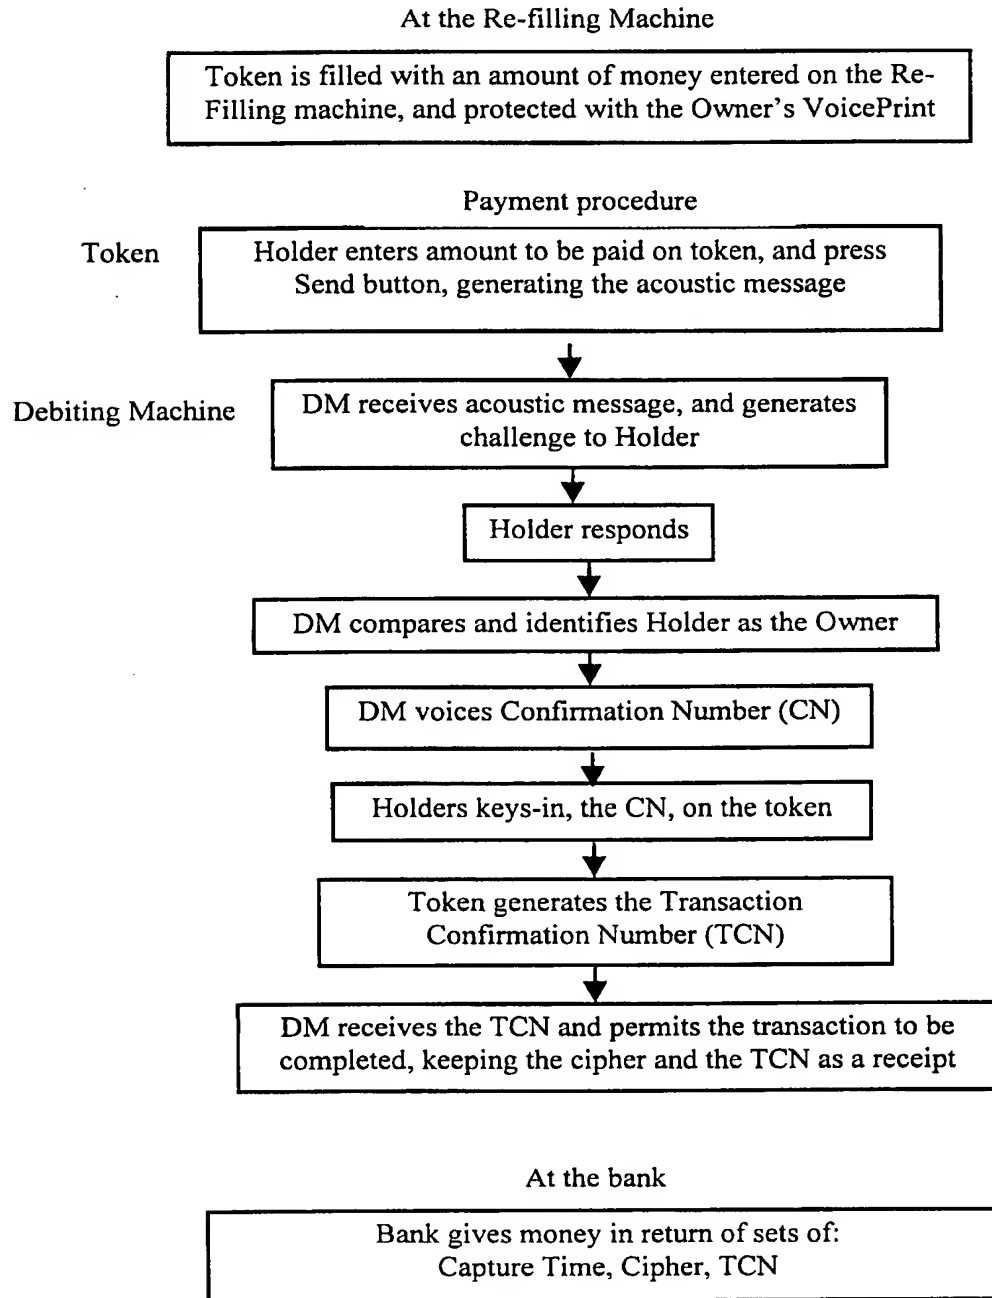 At the Re-filling Machine
Token is filled with an amount of money entered on the Re-
Filling machine, and protected with the Owner's VoicePrint
Payment procedure
Token
Holder enters amount to be paid on token, and press
Send button, generating the acoustic message
Debiting Machine
DM receives acoustic message, and generates
challenge to Holder
Holder responds
DM compares and identifies Holder as the Owner
DM voices Confirmation Number (CN)
Holders keys-in, the CN, on the token
Token generates the Transaction
Confirmation Number (TCN)
DM receives the TCN and permits the transaction to be
completed, keeping the cipher and the TCN as a receipt
At the bank
Bank gives money in return of sets of:
Capture Time, Cipher, TCN